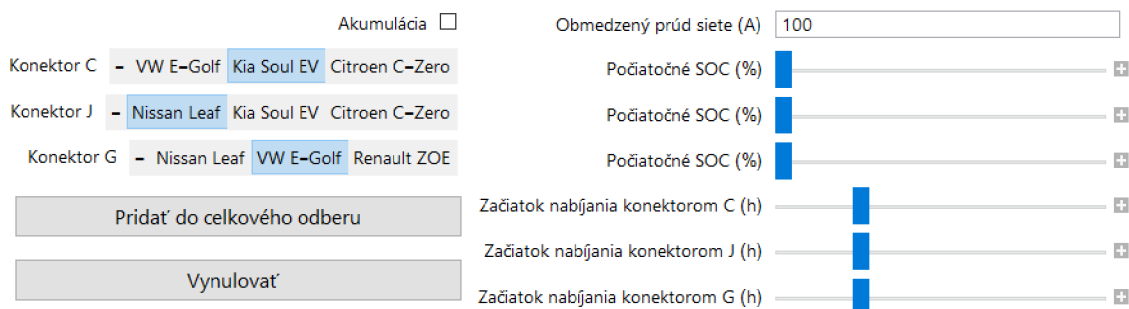 Akumulácia
Konektor C - VW E-Golf Kia Soul EV Citroen C-Zero
Konektor J - Nissan Leaf Kia Soul EV Citroen C-Zero
Konektor G - Nissan Leaf VW E-Golf Renault ZOE
Pridať do celkového odberu
Vynulovať
Obmedzený prúd siete (A) 100
Počiatočné SOC (%)
Počiatočné SOC (%)
Počiatočné SOC (%)
Začiatok nabíjania konektorom C (h)
Začiatok nabíjania konektorom J (h)
Začiatok nabíjania konektorom G (h)